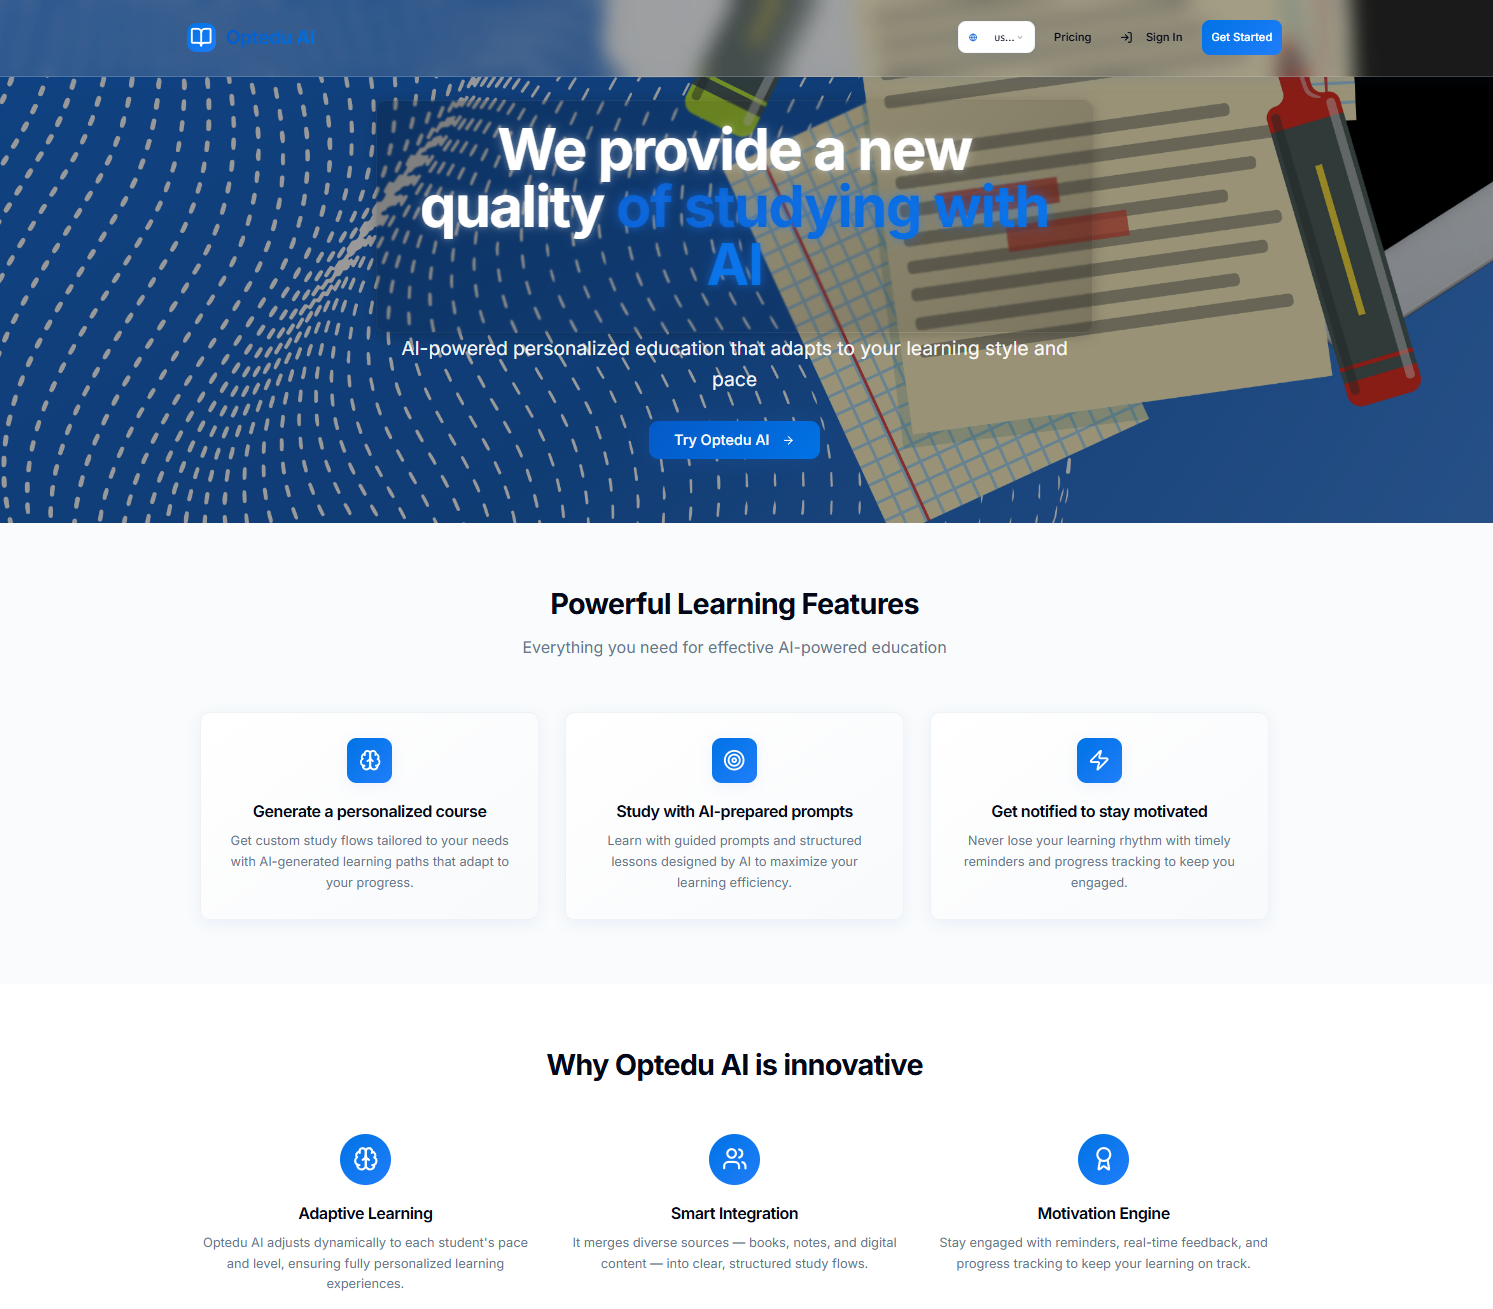 Optedu AI
us...
Pricing
Sign In
Get Started
We provide a new
quality of studying with
AI
AI-powered personalized education that adapts to your learning style and
pace
Try Optedu AI
Powerful Learning Features
Everything you need for effective AI-powered education
Generate a personalized course
Get custom study flows tailored to your needs
with AI-generated learning paths that adapt to
your progress.
Study with AI-prepared prompts
Learn with guided prompts and structured
lessons designed by AI to maximize your
learning efficiency.
Get notified to stay motivated
Never lose your learning rhythm with timely
reminders and progress tracking to keep you
engaged.
Why Optedu AI is innovative
Adaptive Learning
Optedu AI adjusts dynamically to each student's pace
and level, ensuring fully personalized learning
experiences.
Smart Integration
It merges diverse sources — books, notes, and digital
content — into clear, structured study flows.
Motivation Engine
Stay engaged with reminders, real-time feedback, and
progress tracking to keep your learning on track.